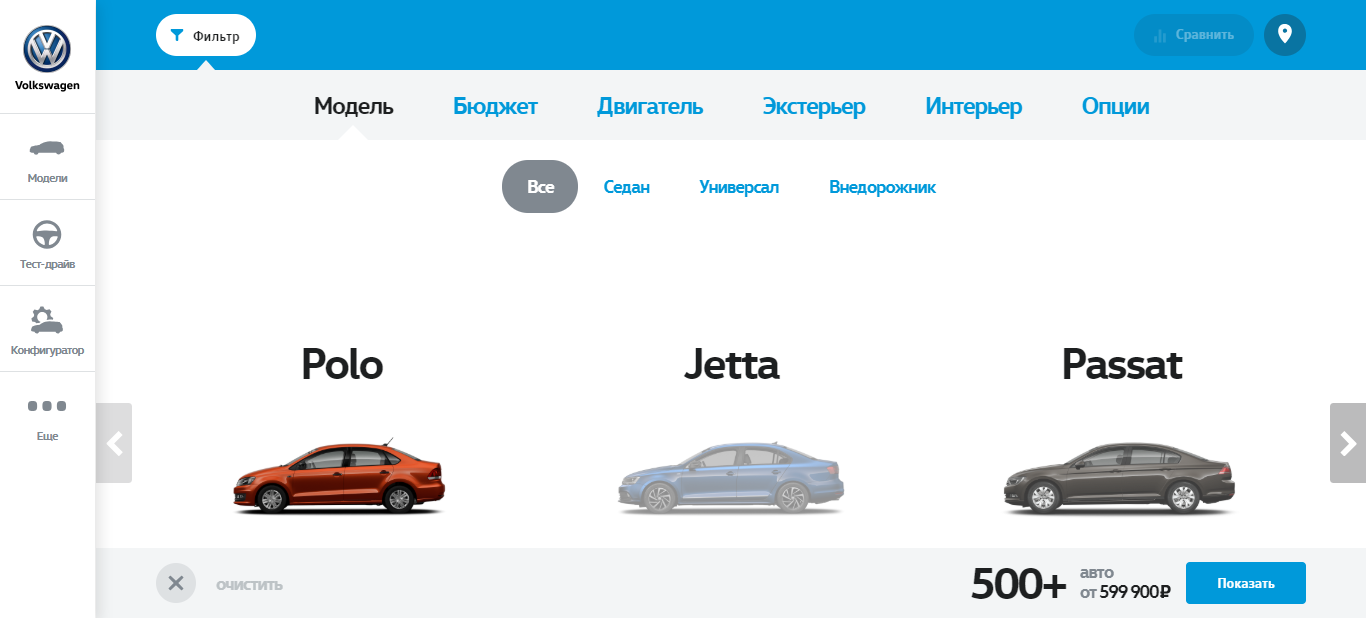 Volkswagen
Модели
Тест-драйв
Конфигуратор
Еще
Фильтр
Сравнить
Модель Бюджет Двигатель Экстерьер Интерьер Опции
Все Седан Универсал Внедорожник
Polo Jetta Passat
очистить
500+
авто
от 599 900₽
Показать